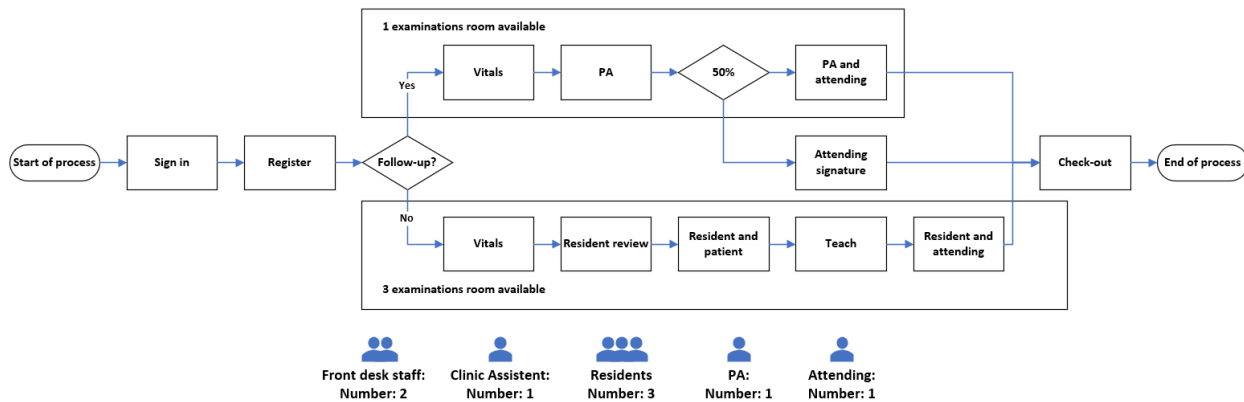 1 examinations room available
Vitals
PA
50%
PA and
attending
Yes
Start of process
Sign in
Register
Follow-up?
Attending
signature
Check-out
End of process
No
Vitals
Resident review
Resident and
patient
Teach
Resident and
attending
3 examinations room available
Front desk staff:
Number: 2
Clinic Assistent:
Number: 1
Residents
Number: 3
PA:
Number: 1
Attending:
Number: 1